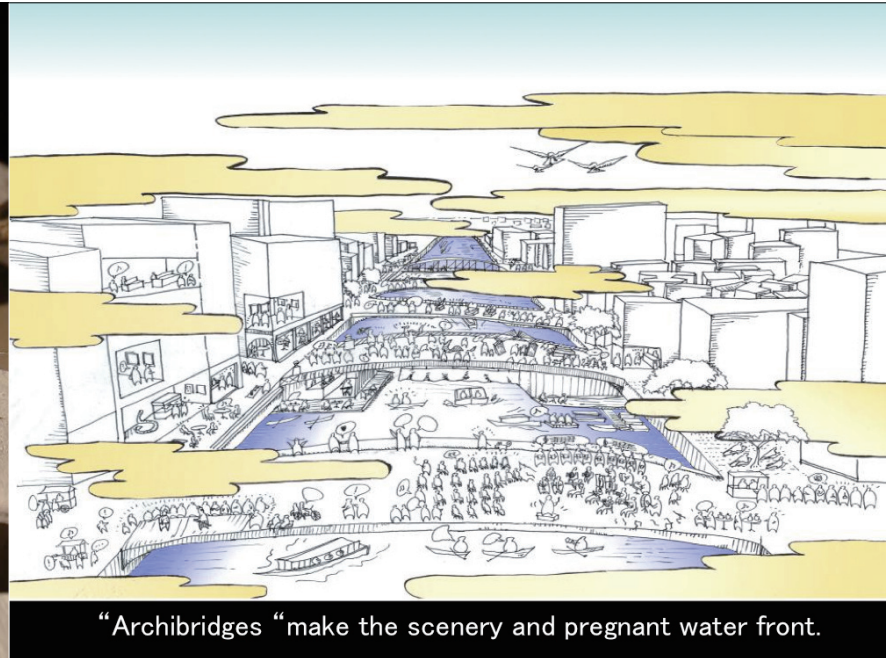 “Archibridges “make the scenery and pregnant water front.